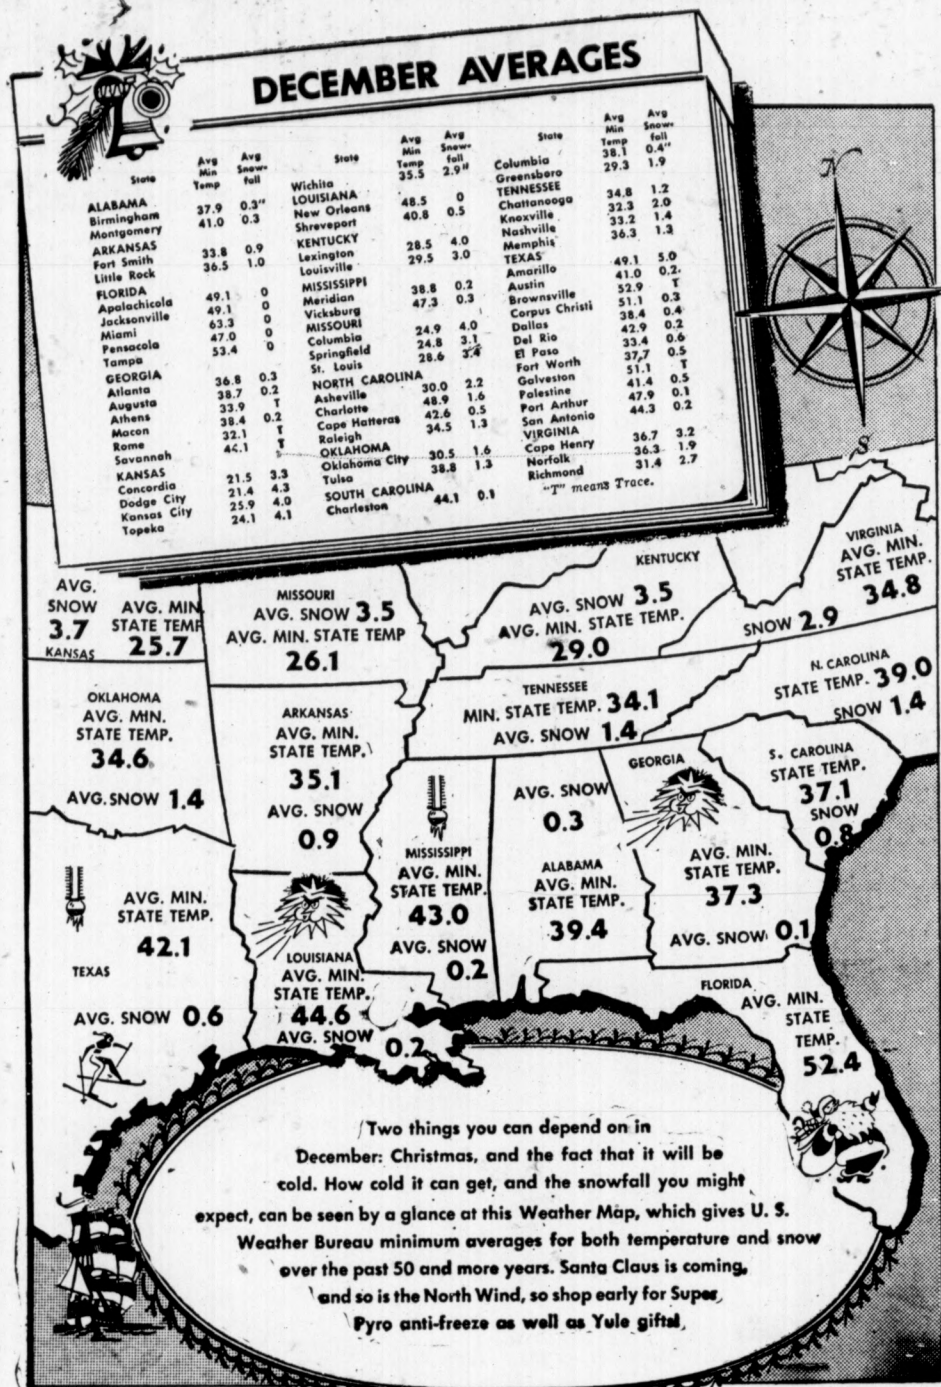 DECEMBER AVERAGES
State Avg Min Temp Avg Snow- fall
ALABAMA
Birmingham 37.9 0.3"
Montgomery 41.0 0.3
ARKANSAS
Fort Smith 33.8 0.9
Little Rock 36.5 1.0
FLORIDA
Apalachicola 49.1 0
Jacksonville 49.1 0
Miami 63.3 0
Pensacola 47.0 0
Tampa 53.4 0
GEORGIA
Atlanta 36.8 0.3
Augusta 38.7 0.2
Athens 33.9 T
Macon 38.4 0.2
Rome 32.1 T
Savannah 44.1 T
KANSAS
Concordia 21.5 3.3
Dodge City 21.4 4.3
Kansas City 25.9 4.0
Topeka 24.1 4.1
State Avg Min Temp Avg Snow- fall
Wichita 35.5 2.9"
LOUISIANA
New Orleans 48.5 0
Shreveport 40.8 0.5
KENTUCKY
Lexington 28.5 4.0
Louisville 29.5 3.0
MISSISSIPPI
Meridian 38.8 0.2
Vicksburg 47.3 0.3
MISSOURI
Columbia 24.9 4.0
Springfield 24.8 3.1
St. Louis 28.6 3.4
NORTH CAROLINA
Asheville 30.0 2.2
Charlotte 48.9 1.6
Cape Hatteras 42.6 0.5
Raleigh 34.5 1.3
OKLAHOMA
Oklahoma City 30.5 1.6
Tulsa 38.8 1.3
SOUTH CAROLINA
Charleston 44.1 0.1
State Avg Min Temp Avg Snow- fall
Columbia 38.1 0.4"
Greensboro 29.3 1.9
TENNESSEE
Chattanooga 34.8 1.2
Knoxville 32.3 2.0
Nashville 33.2 1.4
Memphis 36.3 1.3
TEXAS
Amarillo 49.1 5.0
Austin 41.0 0.2
Brownsville 52.9 T
Corpus Christi 51.1 0.3
Dallas 38.4 0.4
Del Rio 42.9 0.2
El Paso 33.4 0.6
Fort Worth 37.7 0.5
Galveston 51.1 T
Palestine 41.4 0.5
Port Arthur 47.9 0.1
San Antonio 44.3 0.2
VIRGINIA
Cape Henry 36.7 3.2
Norfolk 36.3 1.9
Richmond 31.4 2.7
"T" means Trace.
N
S
AVG.
SNOW
3.7
KANSAS
AVG. MIN.
STATE TEMP
25.7
MISSOURI
AVG. SNOW 3.5
AVG. MIN. STATE TEMP
26.1
KENTUCKY
AVG. SNOW 3.5
AVG. MIN. STATE TEMP.
29.0
VIRGINIA
AVG. MIN.
STATE TEMP.
34.8
SNOW 2.9
OKLAHOMA
AVG. MIN.
STATE TEMP.
34.6
AVG. SNOW 1.4
ARKANSAS
AVG. MIN.
STATE TEMP.
35.1
AVG. SNOW
0.9
TENNESSEE
MIN. STATE TEMP. 34.1
AVG. SNOW 1.4
N. CAROLINA
STATE TEMP. 39.0
SNOW 1.4
S. CAROLINA
STATE TEMP.
37.1
SNOW
0.8
TEXAS
AVG. MIN.
STATE TEMP.
42.1
AVG. SNOW 0.6
LOUISIANA
AVG. MIN.
STATE TEMP.
44.6
AVG. SNOW
0.2
MISSISSIPPI
AVG. MIN.
STATE TEMP.
43.0
AVG. SNOW
0.2
AVG. SNOW
0.3
ALABAMA
AVG. MIN.
STATE TEMP.
39.4
GEORGIA
AVG. MIN.
STATE TEMP.
37.3
AVG. SNOW 0.1
FLORIDA
AVG. MIN.
STATE
TEMP.
52.4
Two things you can depend on in
December: Christmas, and the fact that it will be
cold. How cold it can get, and the snowfall you might
expect, can be seen by a glance at this Weather Map, which gives U. S.
Weather Bureau minimum averages for both temperature and snow
over the past 50 and more years. Santa Claus is coming,
and so is the North Wind, so shop early for Super
Pyro anti-freeze as well as Yule gifts!